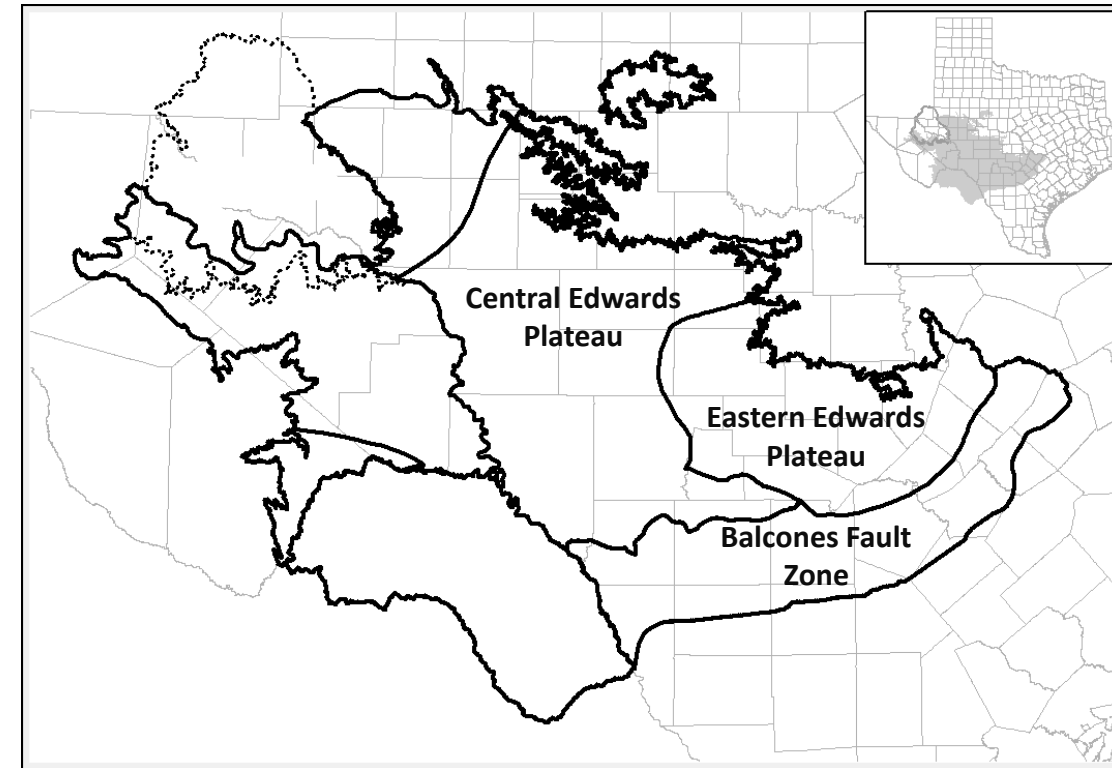 Central Edwards
Plateau
Eastern Edwards
Plateau
Balcones Fault
Zone